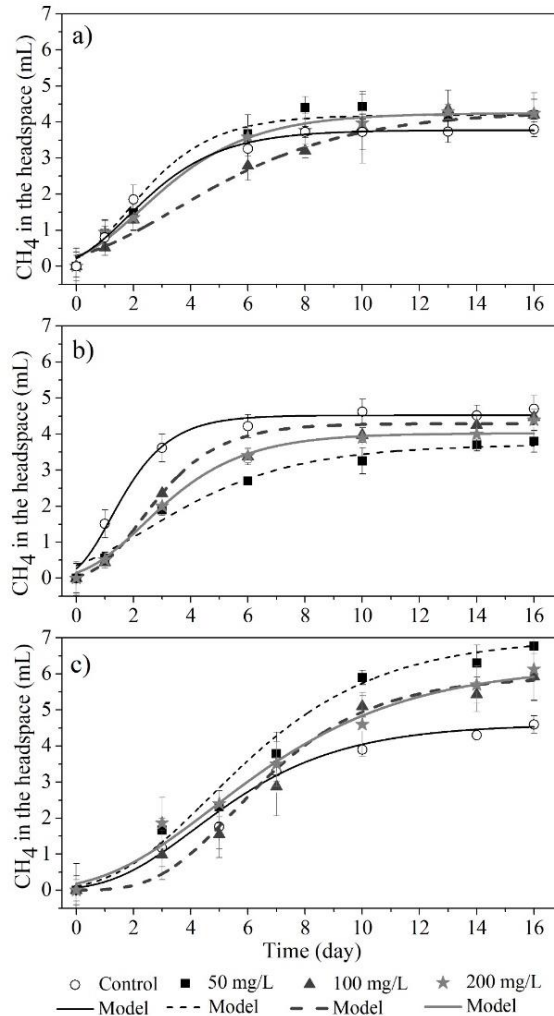 a)
CH4 in the headspace (mL)
7
6
5
4
3
2
1
0
0 2 4 6 8 10 12 14 16
b)
CH4 in the headspace (mL)
7
6
5
4
3
2
1
0
0 2 4 6 8 10 12 14 16
c)
CH4 in the headspace (mL)
7
6
5
4
3
2
1
0
0 2 4 6 8 10 12 14 16
Time (day)
Control 50 mg/L 100 mg/L 200 mg/L
Model Model Model Model